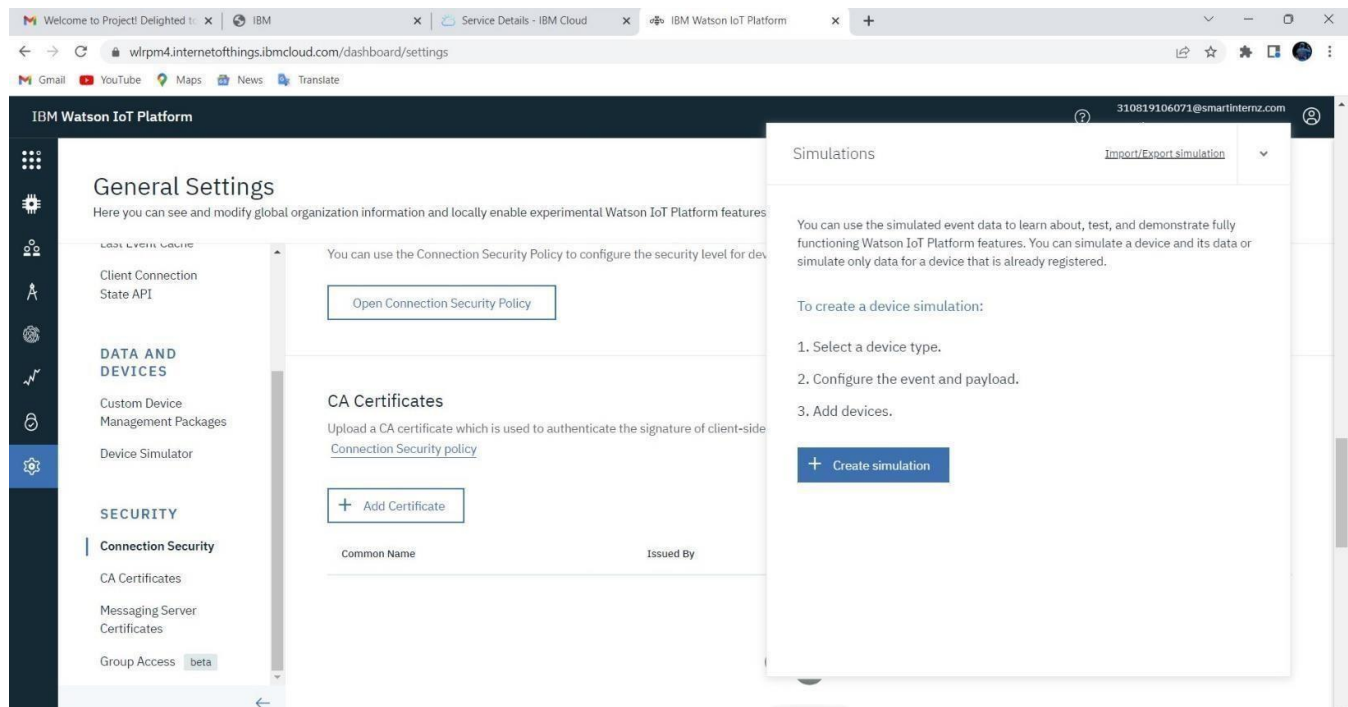 Welcome to Project! Delighted to
IBM
Service Details - IBM Cloud
IBM Watson IoT Platform
wlrpm4.internetofthings.ibmcloud.com/dashboard/settings
Gmail
YouTube
Maps
News
Translate
IBM Watson IoT Platform
310819106071@smartinternz.com
General Settings
Here you can see and modify global organization information and locally enable experimental Watson IoT Platform features
Last Event Cache
Client Connection
State API
DATA AND
DEVICES
Custom Device
Management Packages
Device Simulator
SECURITY
Connection Security
CA Certificates
Messaging Server
Certificates
Group Access beta
You can use the Connection Security Policy to configure the security level for dev
Open Connection Security Policy
CA Certificates
Upload a CA certificate which is used to authenticate the signature of client-side
Connection Security policy
+ Add Certificate
Common Name
Issued By
Simulations
Import/Export simulation
You can use the simulated event data to learn about, test, and demonstrate fully
functioning Watson IoT Platform features. You can simulate a device and its data or
simulate only data for a device that is already registered.
To create a device simulation:
1. Select a device type.
2. Configure the event and payload.
3. Add devices.
+ Create simulation